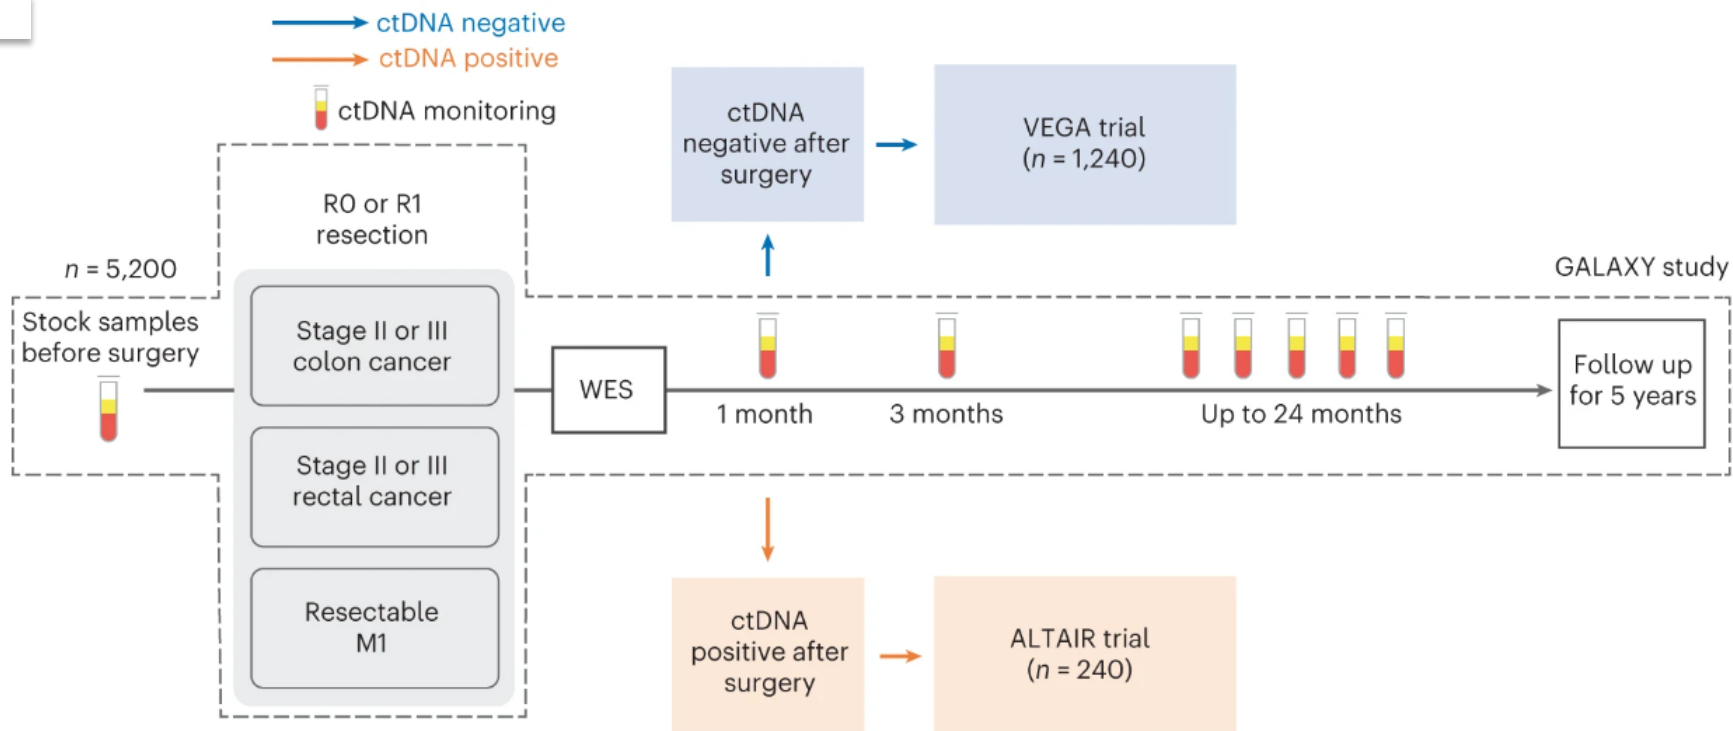 ctDNA negative
ctDNA positive
ctDNA monitoring
n = 5,200
Stock samples
before surgery
R0 or R1
resection
Stage II or III
colon cancer
Stage II or III
rectal cancer
Resectable
M1
WES
ctDNA
negative after
surgery
VEGA trial
(n = 1,240)
GALAXY study
1 month
3 months
Up to 24 months
Follow up
for 5 years
ctDNA
positive after
surgery
ALTAIR trial
(n = 240)